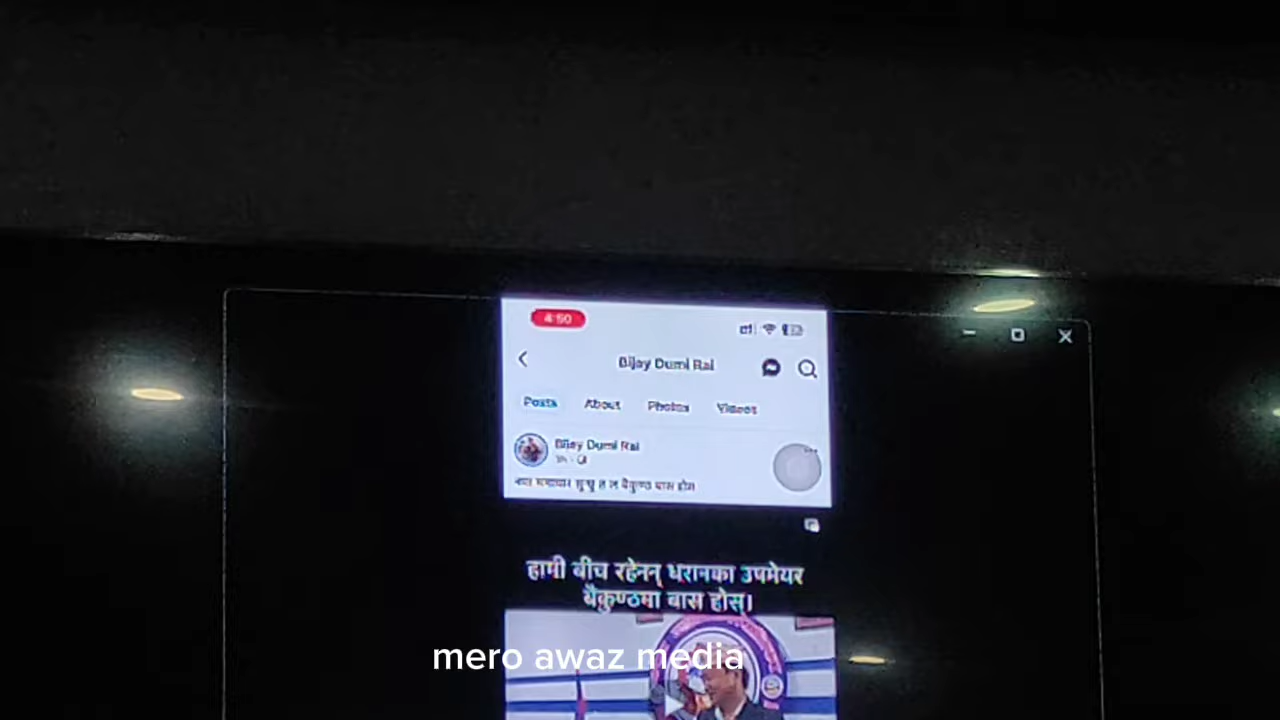 4:50
Bijay Dumi Rai
Posts About Photos Videos
Bijay Dumi Rai
बास होस
हामी बीच रहेनन् धरानका उपमेयर
बैकुण्ठमा बास होस्।
mero awaz media